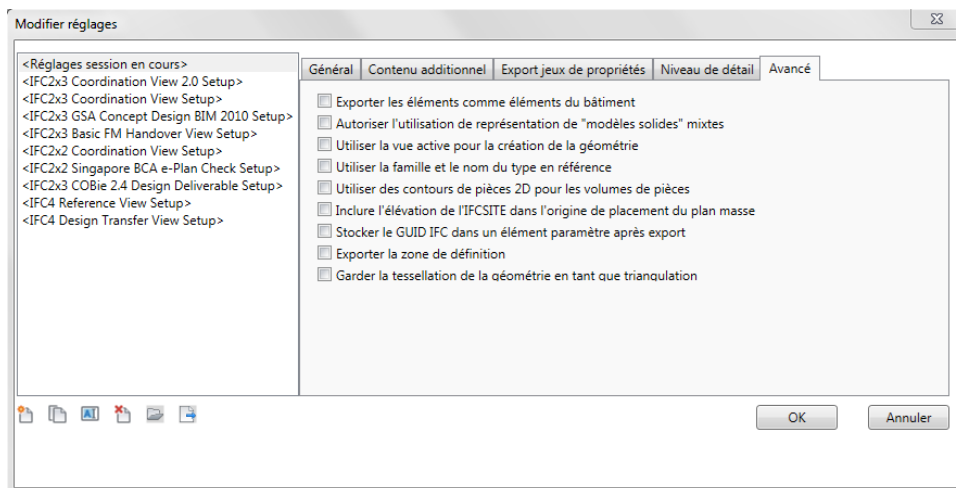 Modifier réglages
<Réglages session en cours>
<IFC2x3 Coordination View 2.0 Setup>
<IFC2x3 Coordination View Setup>
<IFC2x3 GSA Concept Design BIM 2010 Setup>
<IFC2x3 Basic FM Handover View Setup>
<IFC2x2 Coordination View Setup>
<IFC2x2 Singapore BCA e-Plan Check Setup>
<IFC2x3 COBie 2.4 Design Deliverable Setup>
<IFC4 Reference View Setup>
<IFC4 Design Transfer View Setup>
Général Contenu additionnel Export jeux de propriétés Niveau de détail Avancé
Exporter les éléments comme éléments du bâtiment
Autoriser l'utilisation de représentation de "modèles solides" mixtes
Utiliser la vue active pour la création de la géométrie
Utiliser la famille et le nom du type en référence
Utiliser des contours de pièces 2D pour les volumes de pièces
Inclure l'élévation de l'IFCSITE dans l'origine de placement du plan masse
Stocker le GUID IFC dans un élément paramètre après export
Exporter la zone de définition
Garder la tessellation de la géométrie en tant que triangulation
OK Annuler